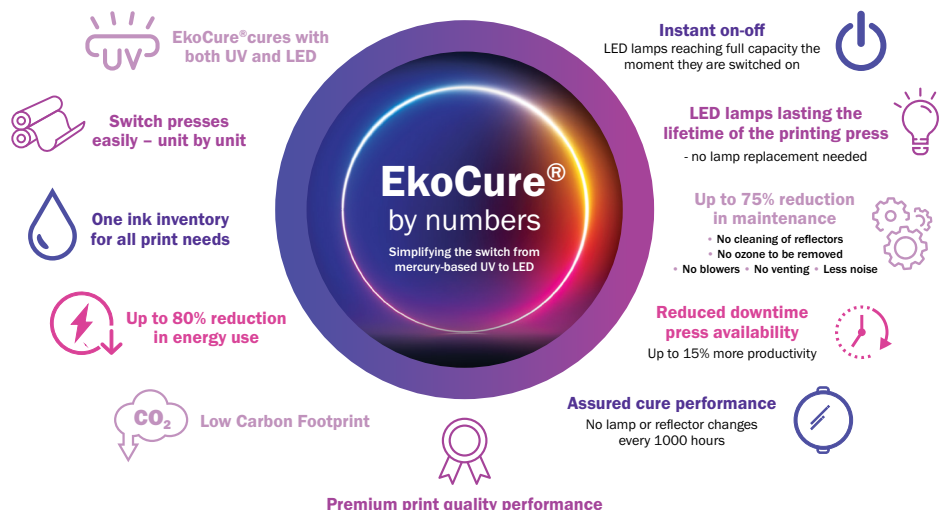 EkoCure®cures with
both UV and LED
UV
Switch presses
easily – unit by unit
One ink inventory
for all print needs
Up to 80% reduction
in energy use
CO₂
Low Carbon Footprint
EkoCure®
by numbers
Simplifying the switch from
mercury-based UV to LED
Premium print quality performance
Instant on-off
LED lamps reaching full capacity the
moment they are switched on
LED lamps lasting the
lifetime of the printing press
- no lamp replacement needed
Up to 75% reduction
in maintenance
• No cleaning of reflectors
• No ozone to be removed
• No blowers • No venting • Less noise
Reduced downtime
press availability
Up to 15% more productivity
Assured cure performance
No lamp or reflector changes
every 1000 hours